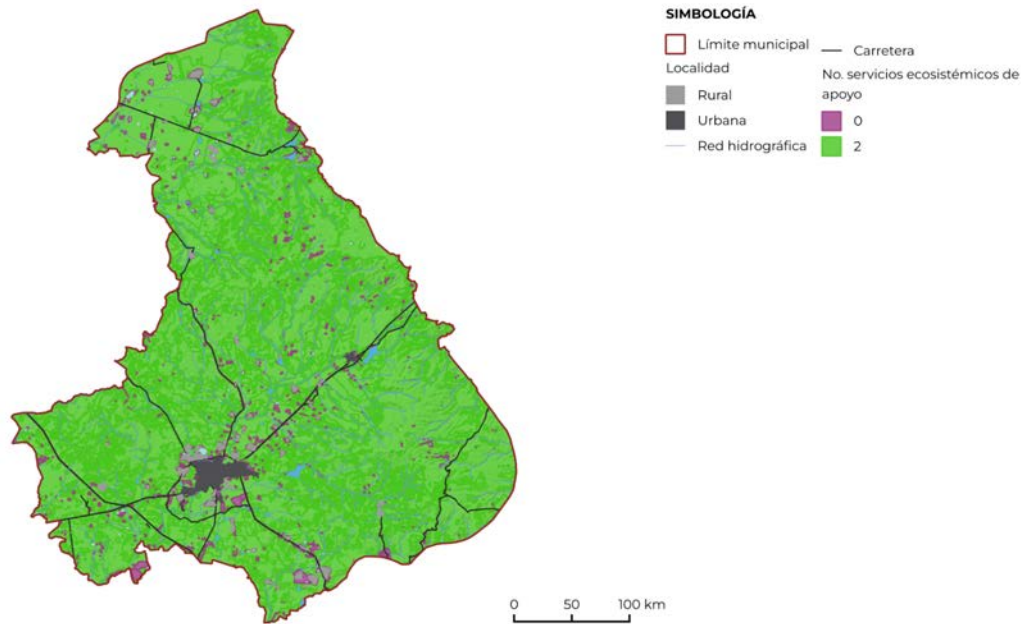 SIMBOLOGÍA
Límite municipal
Localidad
Rural
Urbana
Red hidrográfica
Carretera
No. servicios ecosistémicos de
apoyo
0
2
0 50 100 km